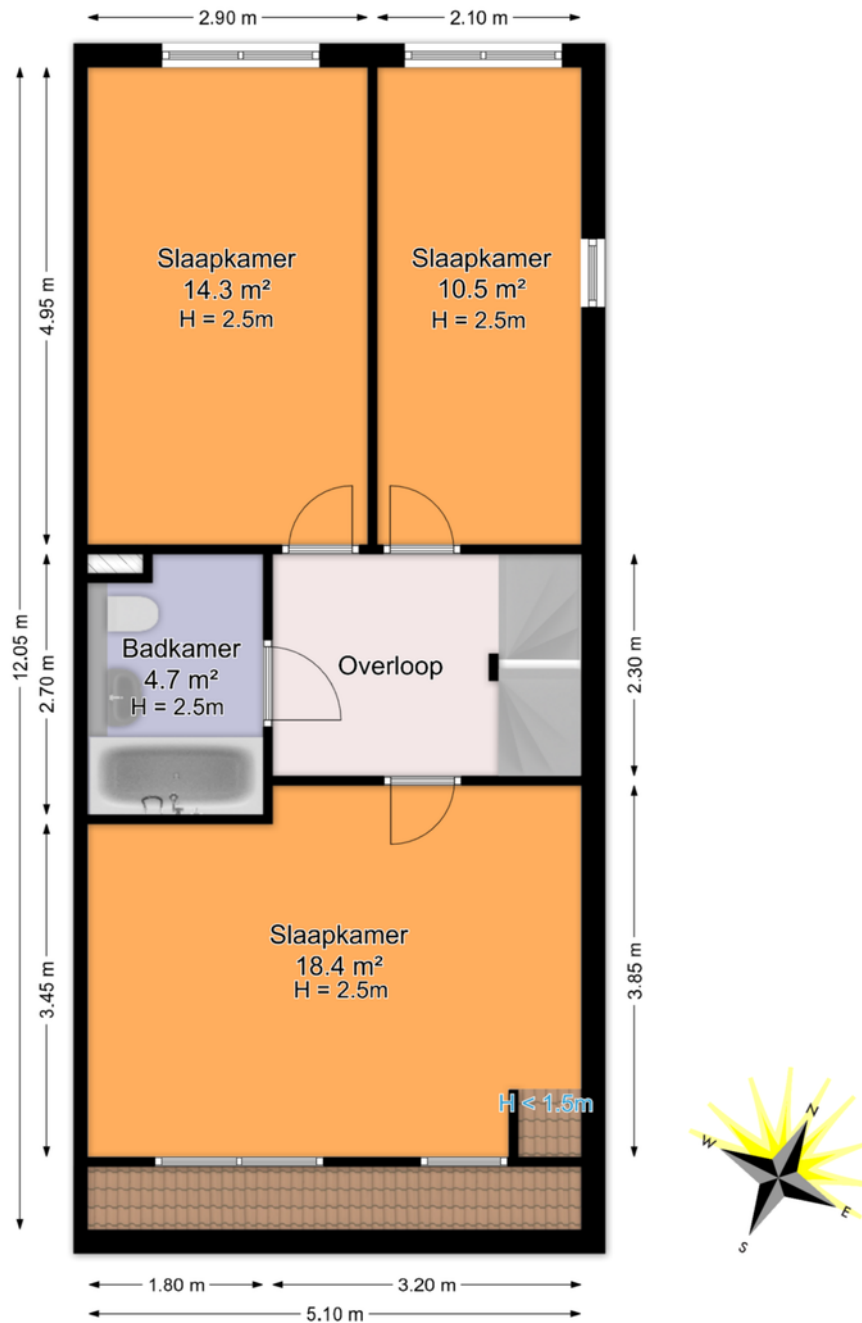 2.90 m
2.10 m
4.95 m
12.05 m
2.70 m
3.45 m
Slaapkamer
14.3 m²
H = 2.5m
Slaapkamer
10.5 m²
H = 2.5m
Badkamer
4.7 m²
H = 2.5m
Overloop
2.30 m
3.85 m
Slaapkamer
18.4 m²
H = 2.5m
H < 1.5m
N
W
E
S
1.80 m
3.20 m
5.10 m